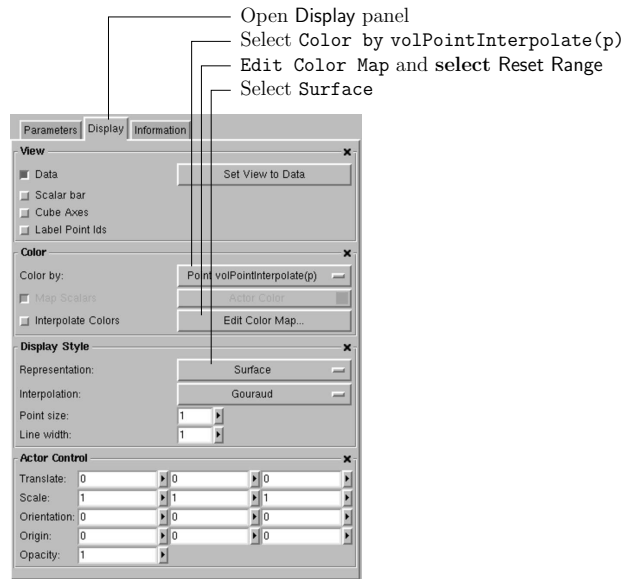 Open Display panel
Select Color by volPointInterpolate(p)
Edit Color Map and select Reset Range
Select Surface
Parameters Display Information
View
Data Set View to Data
Scalar bar
Cube Axes
Label Point Ids
Color
Color by: Point volPointInterpolate(p)
Map Scalars Actor Color
Interpolate Colors Edit Color Map...
Display Style
Representation: Surface
Interpolation: Gouraud
Point size: 1
Line width: 1
Actor Control
Translate: 0 0 0
Scale: 1 1 1
Orientation: 0 0 0
Origin: 0 0 0
Opacity: 1